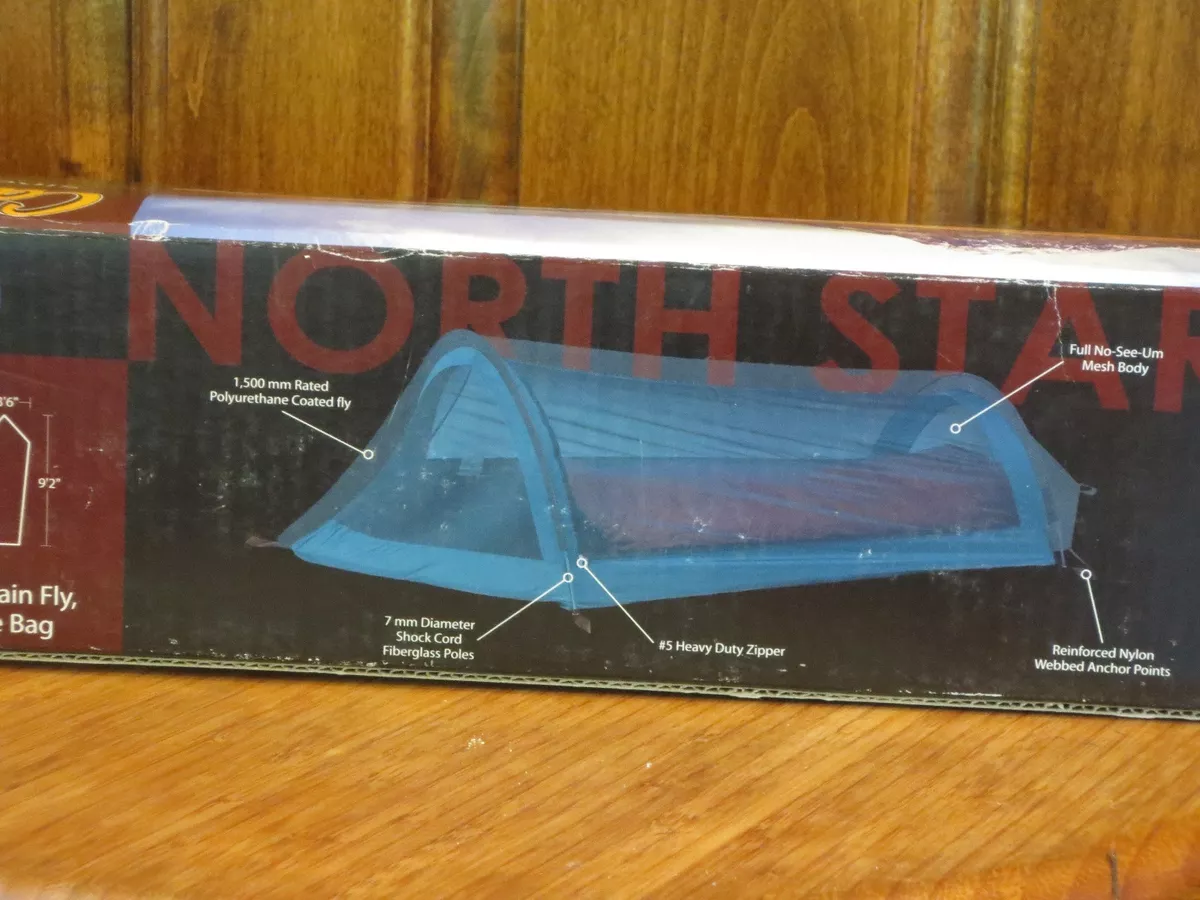 NORTH STAR
1,500 mm Rated
Polyurethane Coated fly
Full No-See-Um
Mesh Body
9'2"
ain Fly,
Bag
7 mm Diameter
Shock Cord
Fiberglass Poles
#5 Heavy Duty Zipper
Reinforced Nylon
Webbed Anchor Points